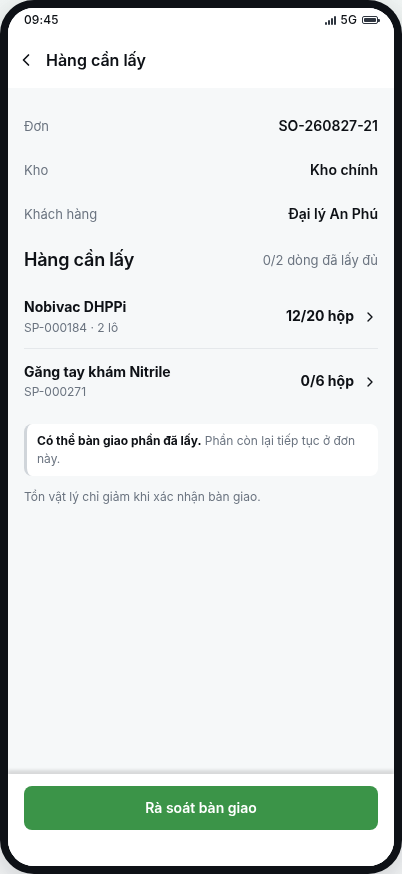 09:45
5G
Hàng cần lấy
Đơn
SO-260827-21
Kho
Kho chính
Khách hàng
Đại lý An Phú
Hàng cần lấy
0/2 dòng đã lấy đủ
Nobivac DHPPi
SP-000184 · 2 lô
12/20 hộp
Găng tay khám Nitrile
SP-000271
0/6 hộp
Có thể bàn giao phần đã lấy. Phần còn lại tiếp tục ở đơn
này.
Tồn vật lý chỉ giảm khi xác nhận bàn giao.
Rà soát bàn giao